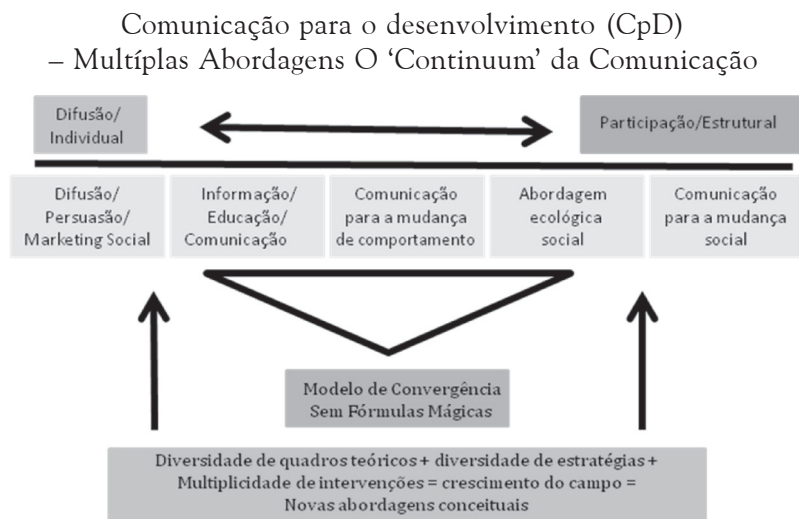 Comunicação para o desenvolvimento (CpD)
– Multíplas Abordagens O ‘Continuum’ da Comunicação
Difusão/
Individual
Participação/Estrutural
Difusão/
Persuasão/
Marketing Social
Informação/
Educação/
Comunicação
Comunicação
para a mudança
de comportamento
Abordagem
ecológica
social
Comunicação
para a mudança
social
Modelo de Convergência
Sem Fórmulas Mágicas
Diversidade de quadros teóricos + diversidade de estratégias +
Multiplicidade de intervenções = crescimento do campo =
Novas abordagens conceituais